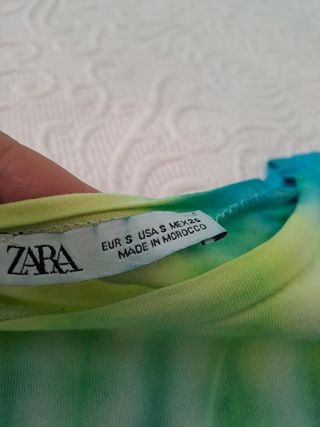 ZARA
EUR S USA S MEX 26
MADE IN MOROCCO